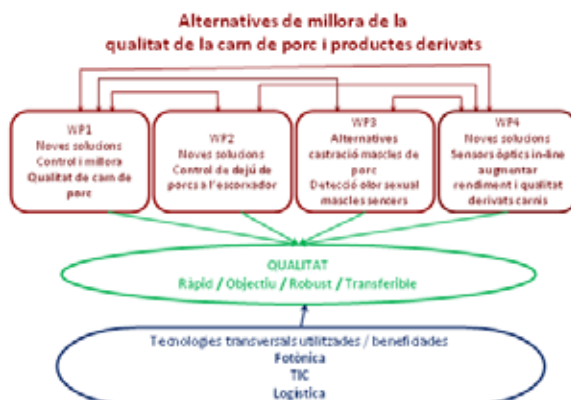 Alternatives de millora de la
qualitat de la carn de porc i productes derivats
WP1
Noves solucions
Control i millora
Qualitat de carn de
porc
WP2
Noves solucions
Control de dejú de
porcs a l'escorxador
WP3
Alternatives
castració mascles de
porc
Detecció olor sexual
mascles sencers
WP4
Noves solucions
Sensors òptics in-line
augmentar
rendiment i qualitat
derivats carnis
QUALITAT
Ràpid / Objectiu / Robust / Transferible
Tecnologies transversals utilitzades / beneficiades
Fotònica
TIC
Logística